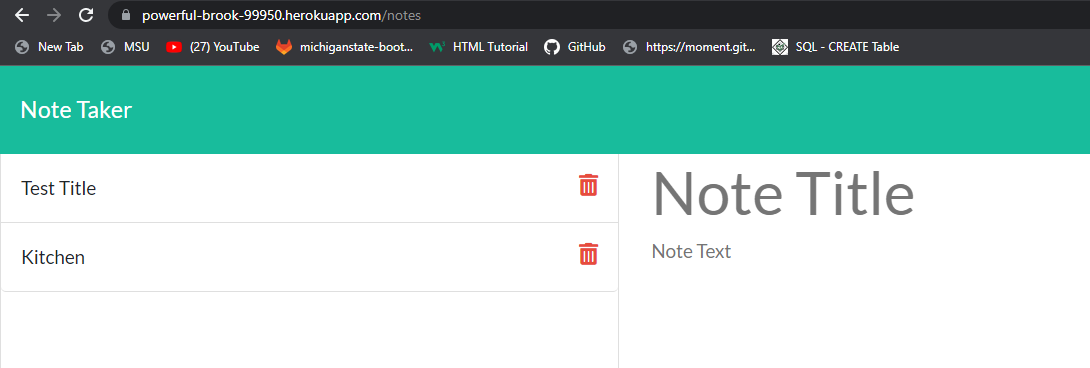 powerful-brook-99950.herokuapp.com/notes
New Tab MSU (27) YouTube michiganstate-boot... HTML Tutorial GitHub https://moment.git... SQL - CREATE Table
Note Taker
Test Title
Kitchen
Note Title
Note Text